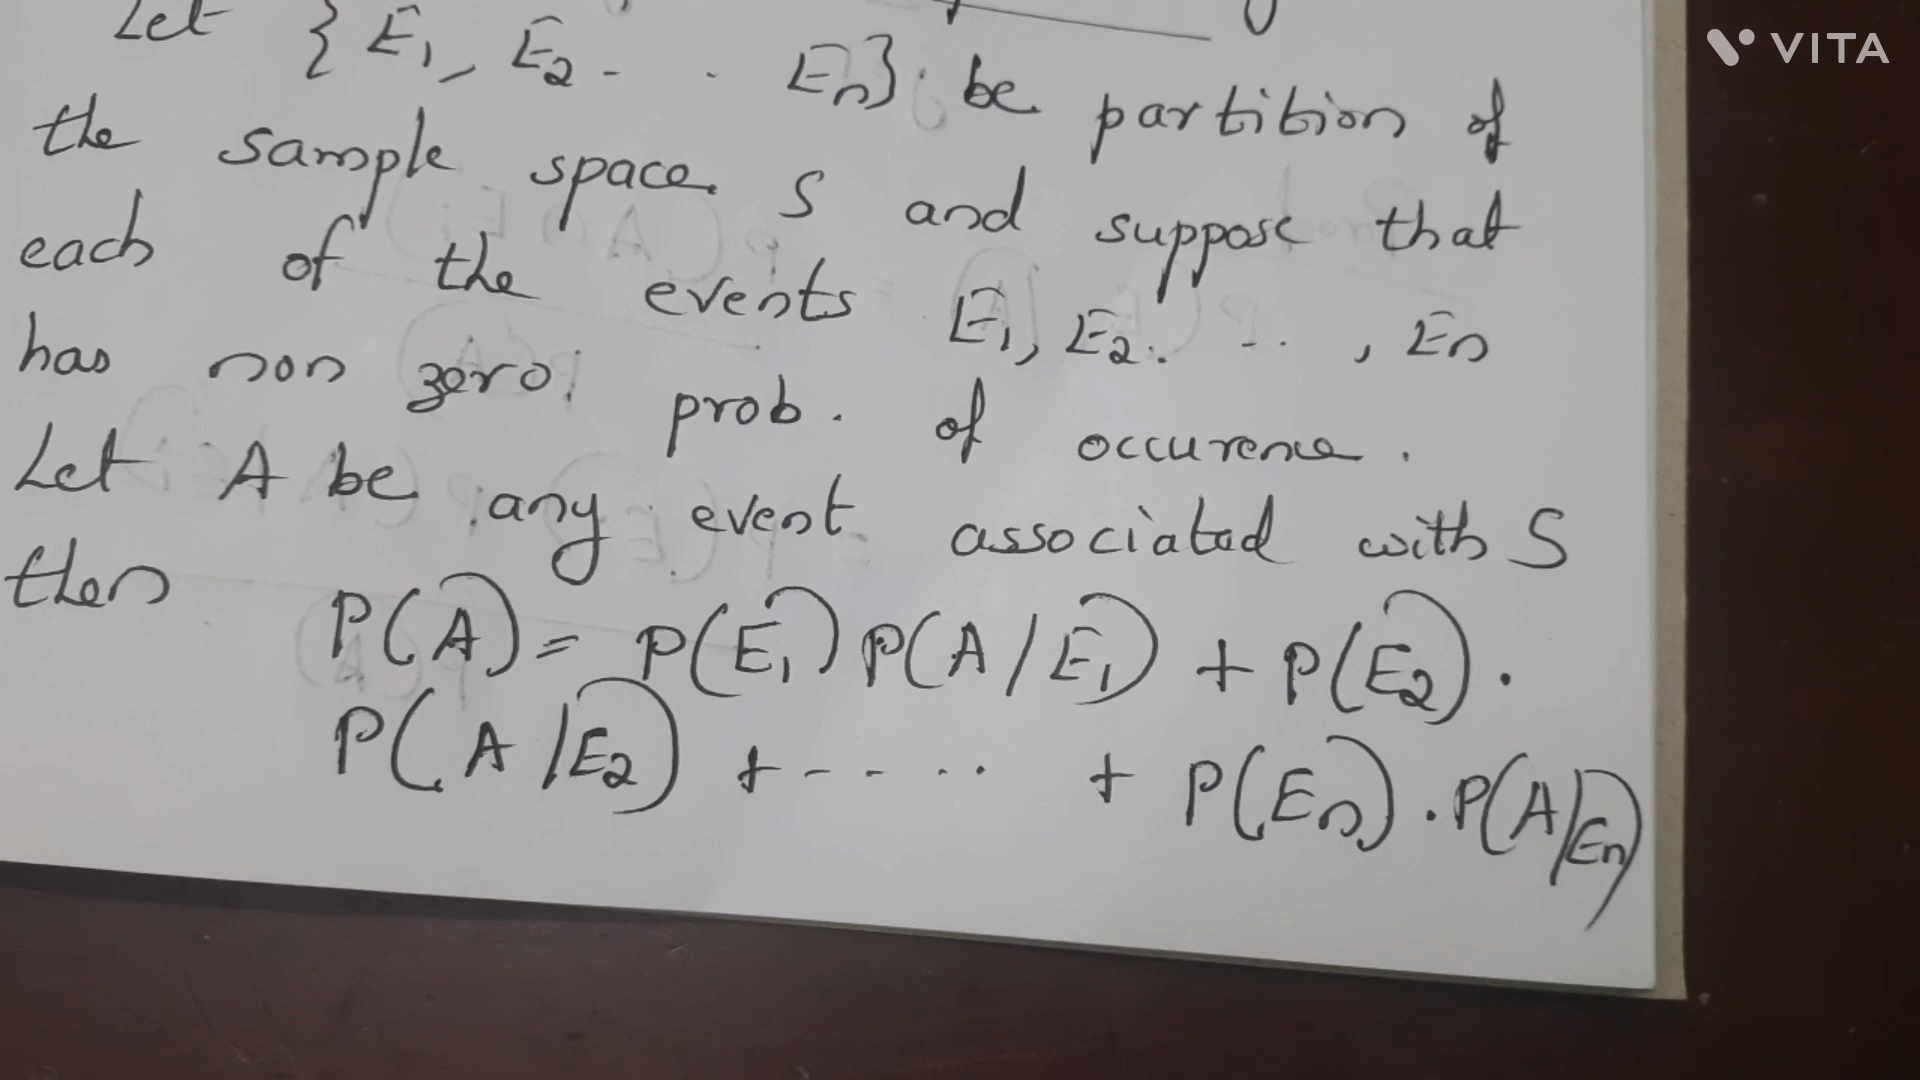 VITA
Let {E1, E2 - . En} be partition of
the sample space S and suppose that
each of the events E1, E2. - . . , En
has non zero prob. of occurence.
Let A be any event associated with S
then P(A) = P(E1) P(A/E1) + P(E2) .
P(A/E2) + - - . . . + P(En) . P(A/En)